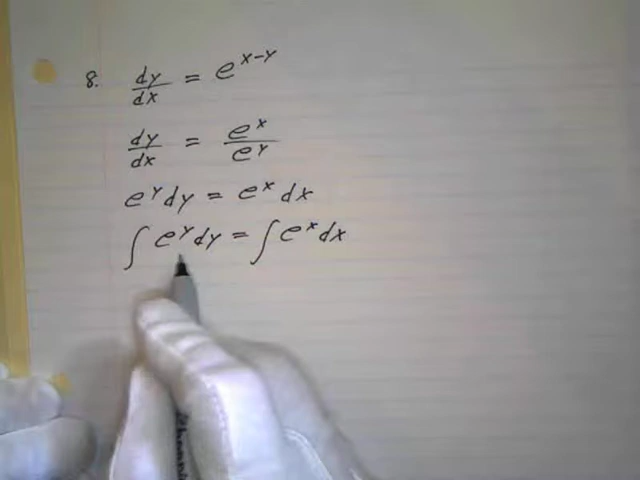 8. dy/dx = e^{x-y}
dy/dx = e^x/e^y
e^y dy = e^x dx
∫ e^y dy = ∫ e^x dx